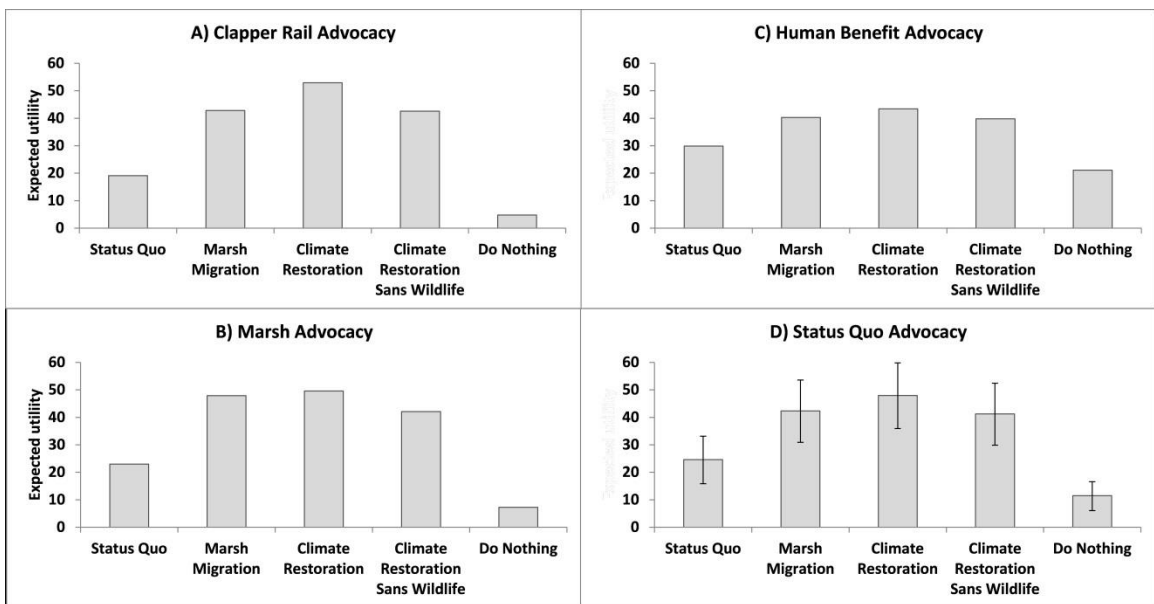 A) Clapper Rail Advocacy
Expected utility
60
50
40
30
20
10
0
Status Quo
Marsh
Migration
Climate
Restoration
Climate
Restoration
Sans Wildlife
Do Nothing
C) Human Benefit Advocacy
Expected utility
60
50
40
30
20
10
0
Status Quo
Marsh
Migration
Climate
Restoration
Climate
Restoration
Sans Wildlife
Do Nothing
B) Marsh Advocacy
Expected utility
60
50
40
30
20
10
0
Status Quo
Marsh
Migration
Climate
Restoration
Climate
Restoration
Sans Wildlife
Do Nothing
D) Status Quo Advocacy
Expected utility
60
50
40
30
20
10
0
Status Quo
Marsh
Migration
Climate
Restoration
Climate
Restoration
Sans Wildlife
Do Nothing